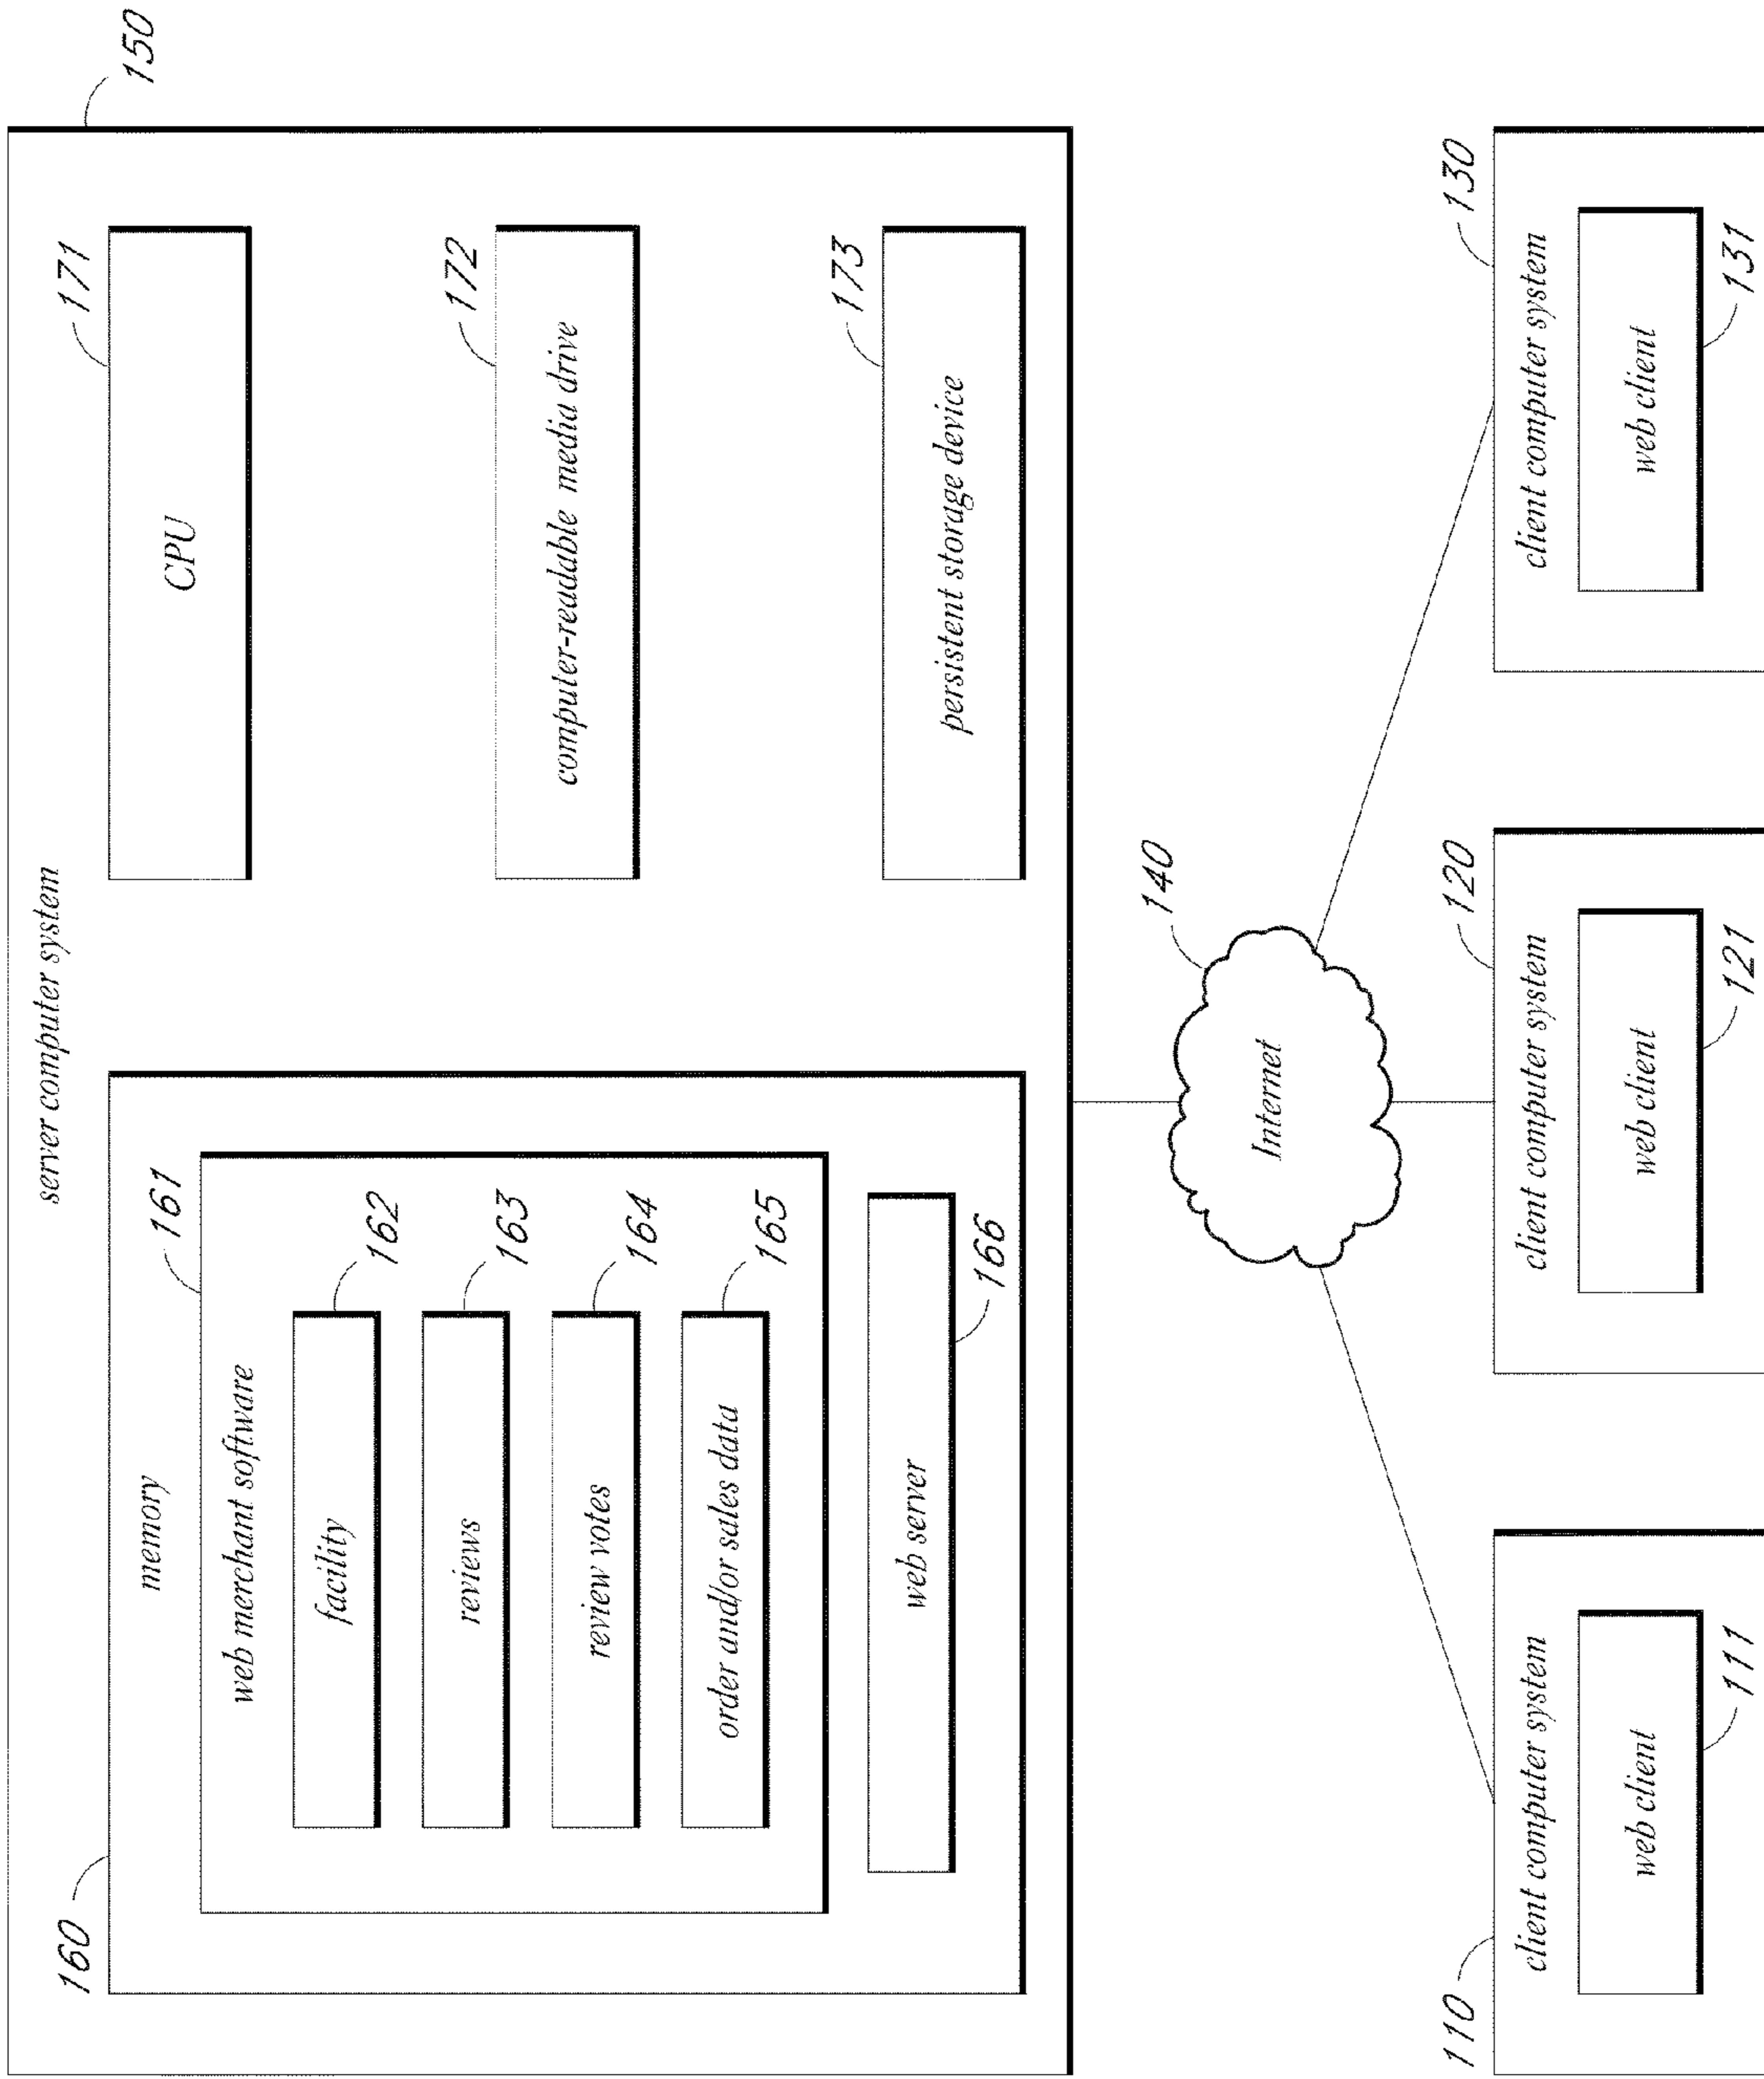 server computer system
150
160
memory
161
web merchant software
facility
162
reviews
163
review votes
164
order and/or sales data
165
web server
166
CPU
171
computer-readable media drive
172
persistent storage device
173
Internet
140
110
client computer system
web client
111
120
client computer system
web client
121
130
client computer system
web client
131